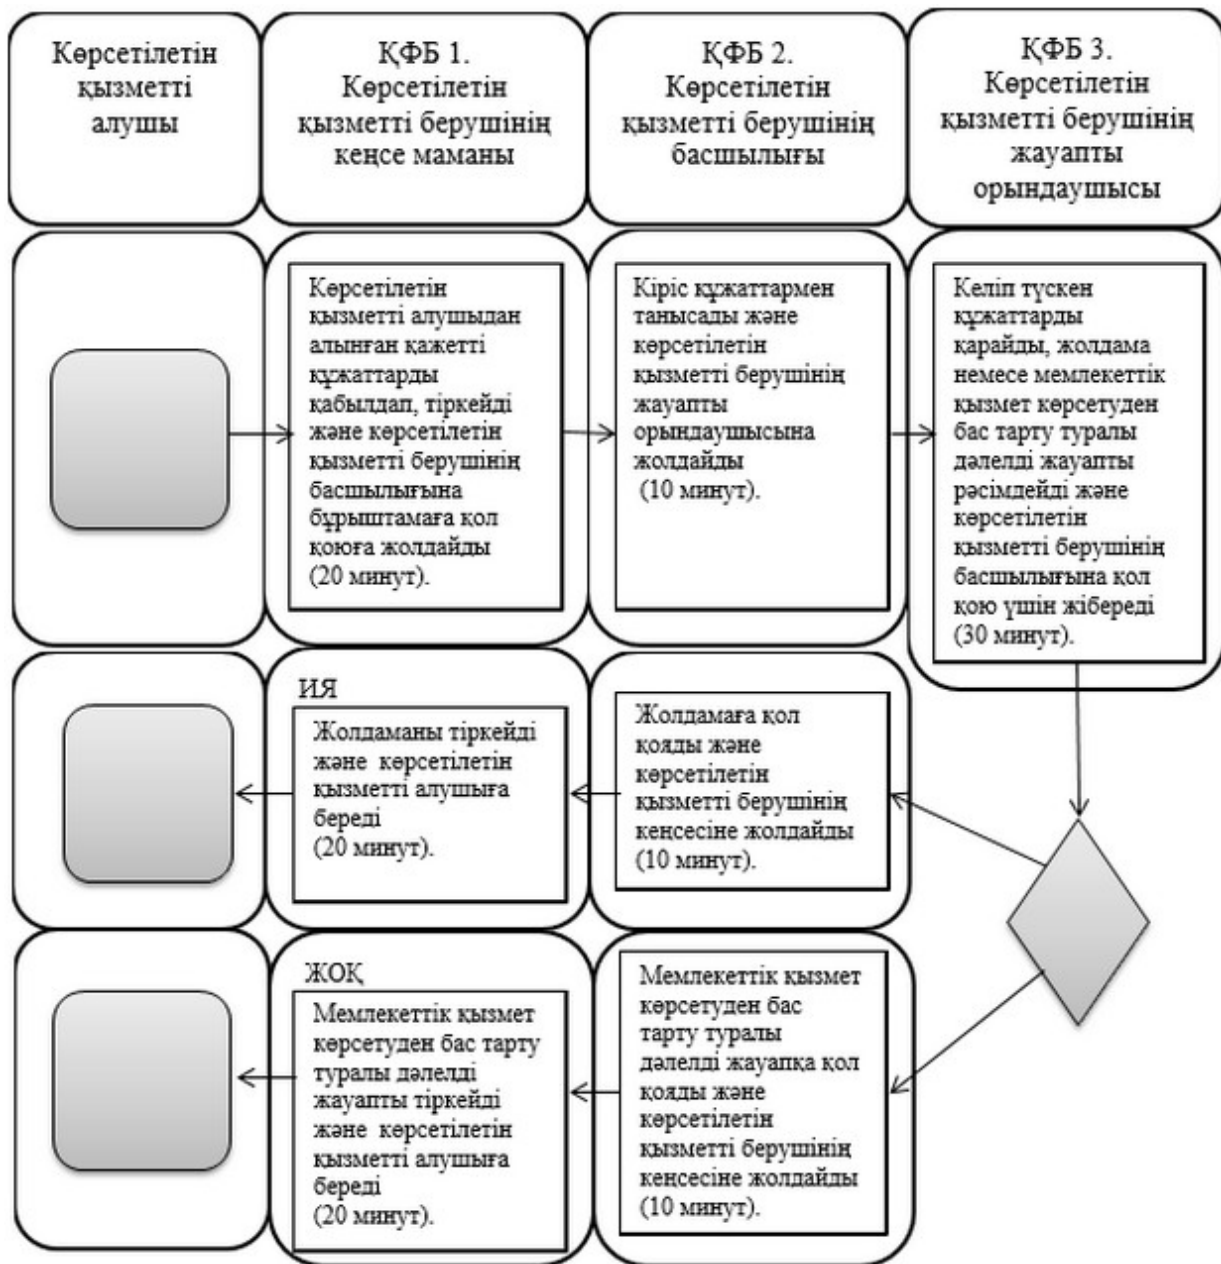 Көрсетілетін
қызметті
алушы
ҚФБ 1.
Көрсетілетін
қызметті берушінің
кеңсе маманы
ҚФБ 2.
Көрсетілетін
қызметті берушінің
басшылығы
ҚФБ 3.
Көрсетілетін
қызметті берушінің
жауапты
орындаушысы
Көрсетілетін
қызметті алушыдан
алынған қажетті
құжаттарды
қабылдап, тіркейді
және көрсетілетін
қызметті берушінің
басшылығына
бұрыштамаға қол
қоюға жолдайды
(20 минут).
Кіріс құжаттармен
танысады және
көрсетілетін
қызметті берушінің
жауапты
орындаушысына
жолдайды
(10 минут).
Келіп түскен
құжаттарды
қарайды, жолдама
немесе мемлекеттік
қызмет көрсетуден
бас тарту туралы
дәлелді жауапты
рәсімдейді және
көрсетілетін
қызметті берушінің
басшылығына қол
қою үшін жібереді
(30 минут).
ИЯ
Жолдаманы тіркейді
және көрсетілетін
қызметті алушыға
береді
(20 минут).
Жолдамаға қол
қояды және
көрсетілетін
қызметті берушінің
кеңсесіне жолдайды
(10 минут).
ЖОҚ
Мемлекеттік қызмет
көрсетуден бас тарту
туралы дәлелді
жауапты тіркейді
және көрсетілетін
қызметті алушыға
береді
(20 минут).
Мемлекеттік қызмет
көрсетуден бас
тарту туралы
дәлелді жауапқа қол
қояды және
көрсетілетін
қызметті берушінің
кеңсесіне жолдайды
(10 минут).